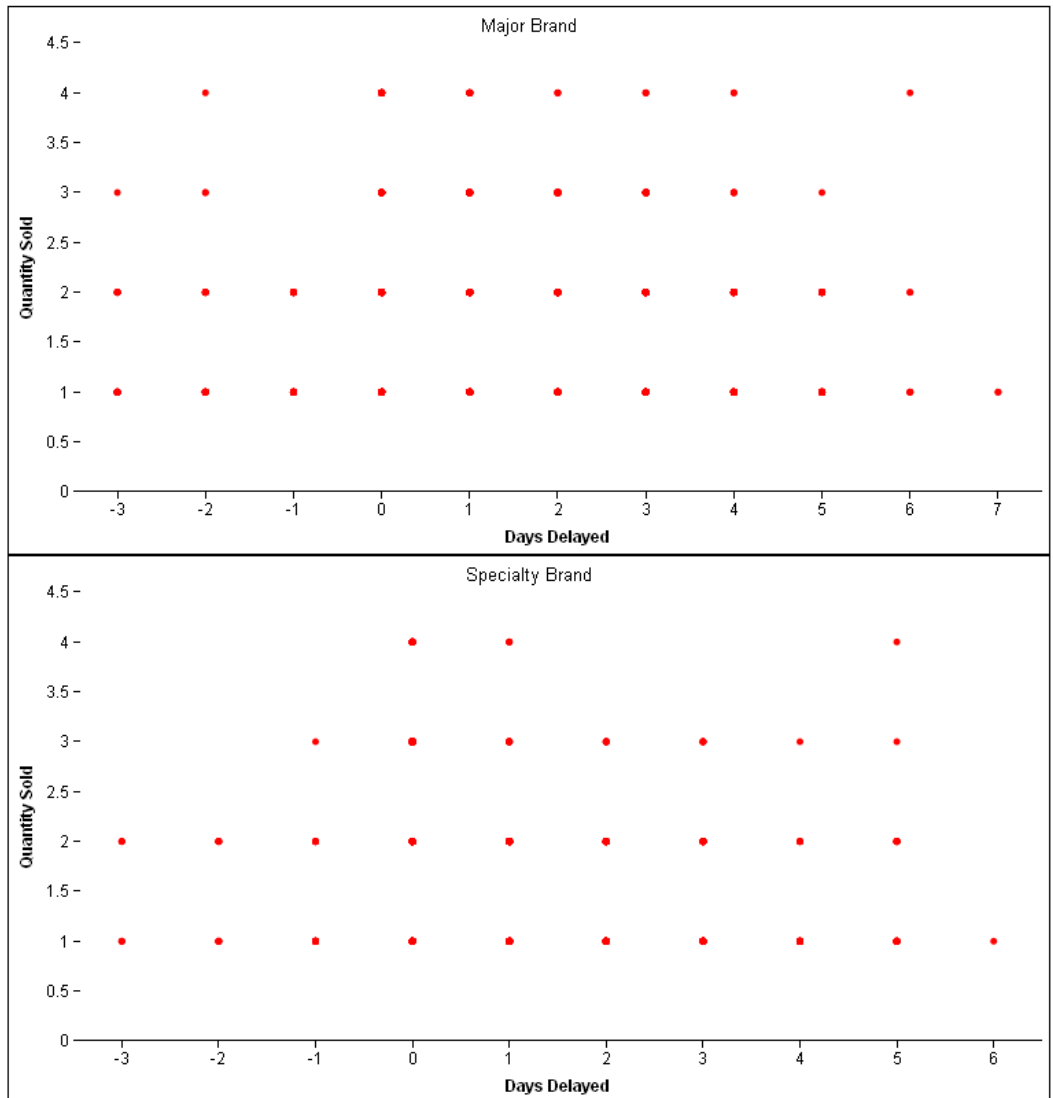 Major Brand
4.5
4
3.5
3
2.5
2
1.5
1
0.5
0
Quantity Sold
-3 -2 -1 0 1 2 3 4 5 6 7
Days Delayed
Specialty Brand
4.5
4
3.5
3
2.5
2
1.5
1
0.5
0
Quantity Sold
-3 -2 -1 0 1 2 3 4 5 6
Days Delayed